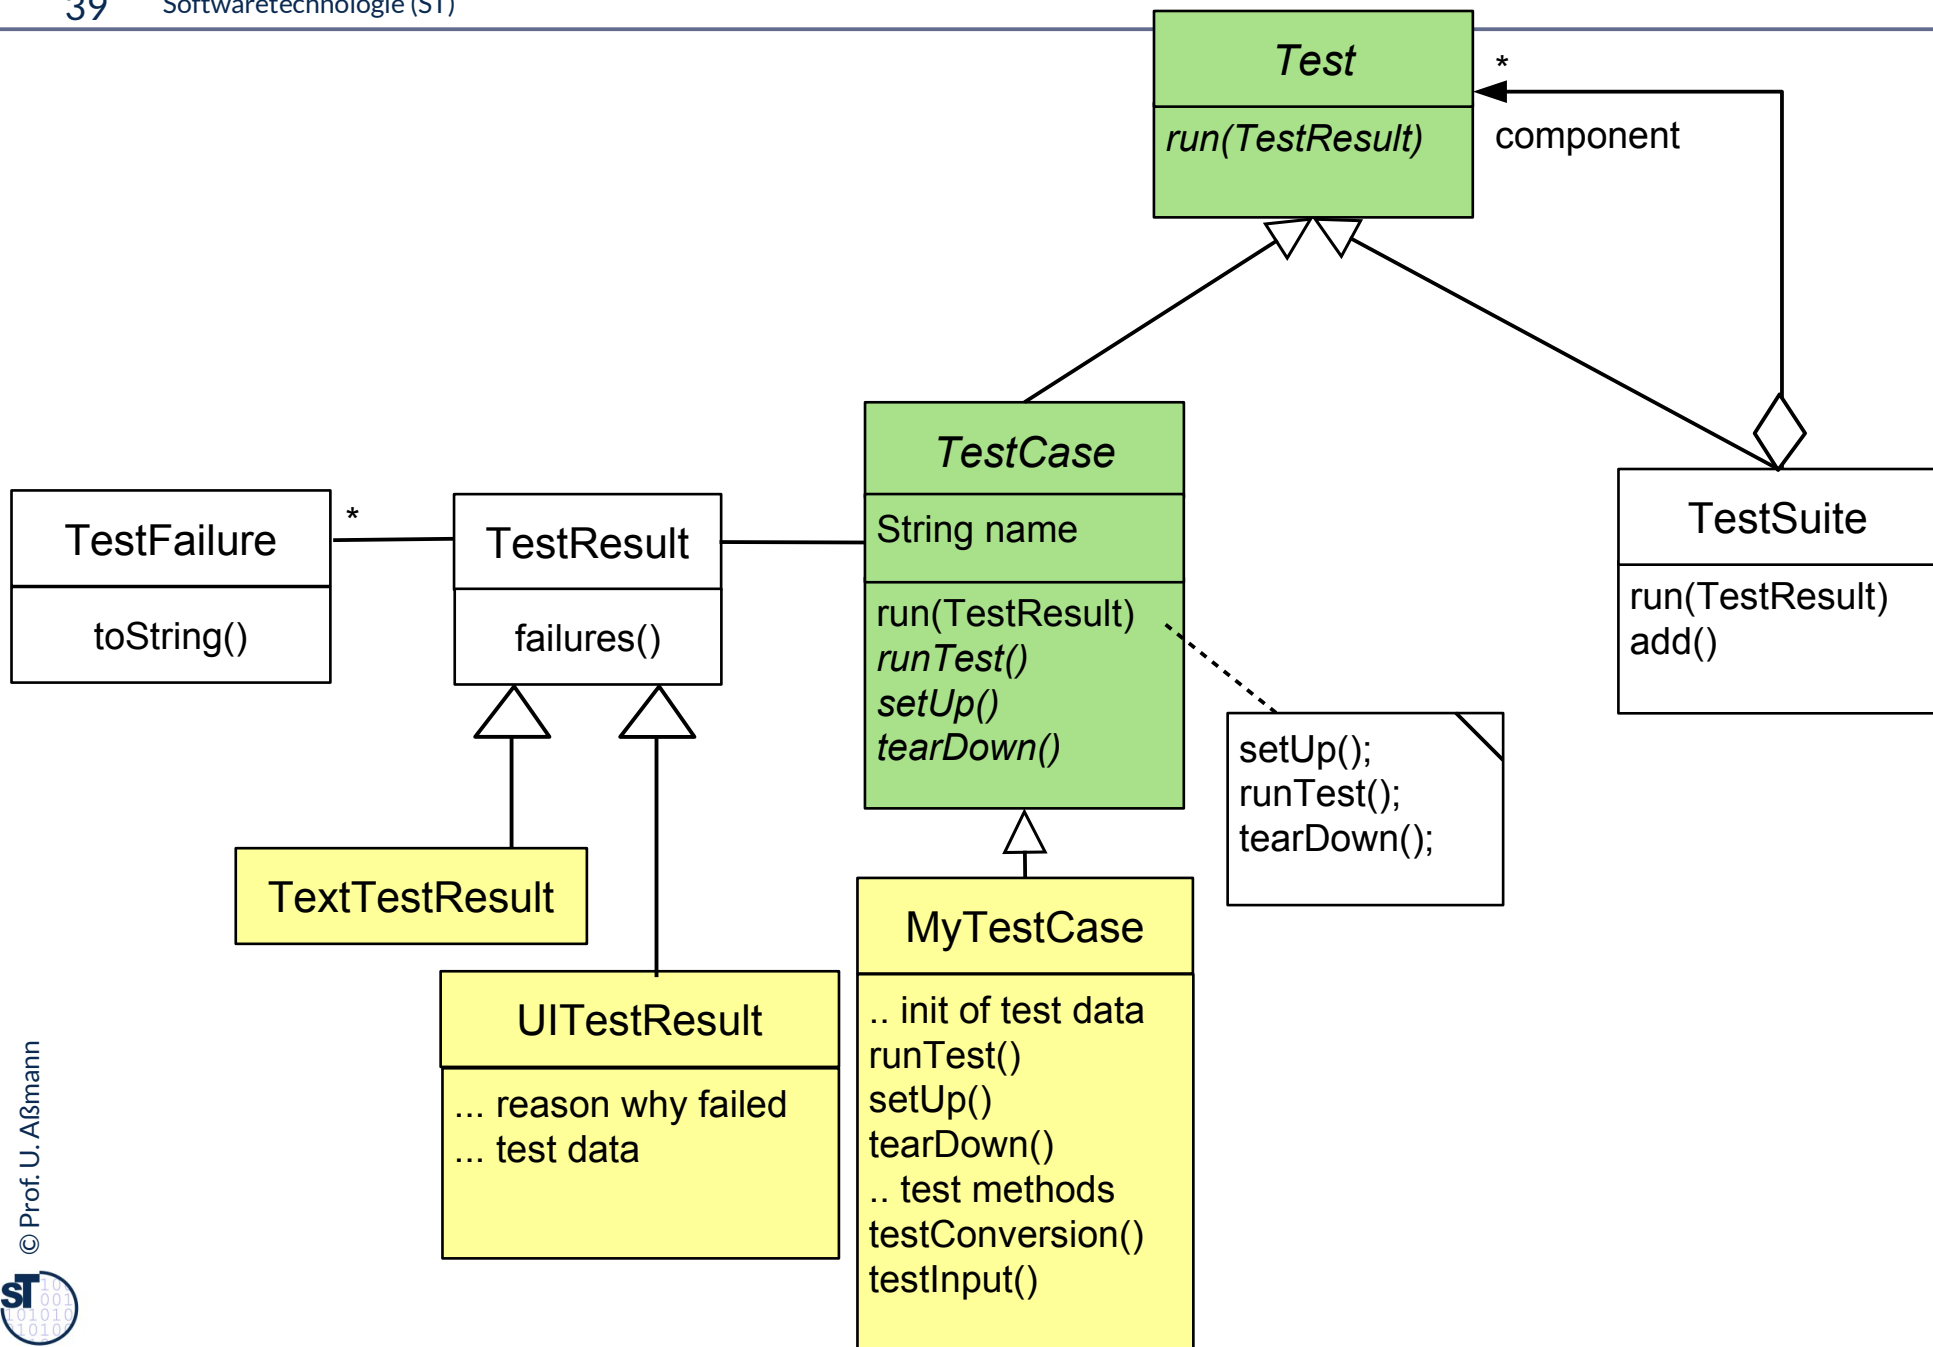 39 Softwaretechnologie (ST)
Test
*
run(TestResult)
component
TestCase
String name
run(TestResult)
runTest()
setUp()
tearDown()
TestFailure
toString()
*
TestResult
failures()
TestSuite
run(TestResult)
add()
setUp();
runTest();
tearDown();
TextTestResult
UITestResult
... reason why failed
... test data
MyTestCase
.. init of test data
runTest()
setUp()
tearDown()
.. test methods
testConversion()
testInput()
© Prof. U. Aßmann
ST